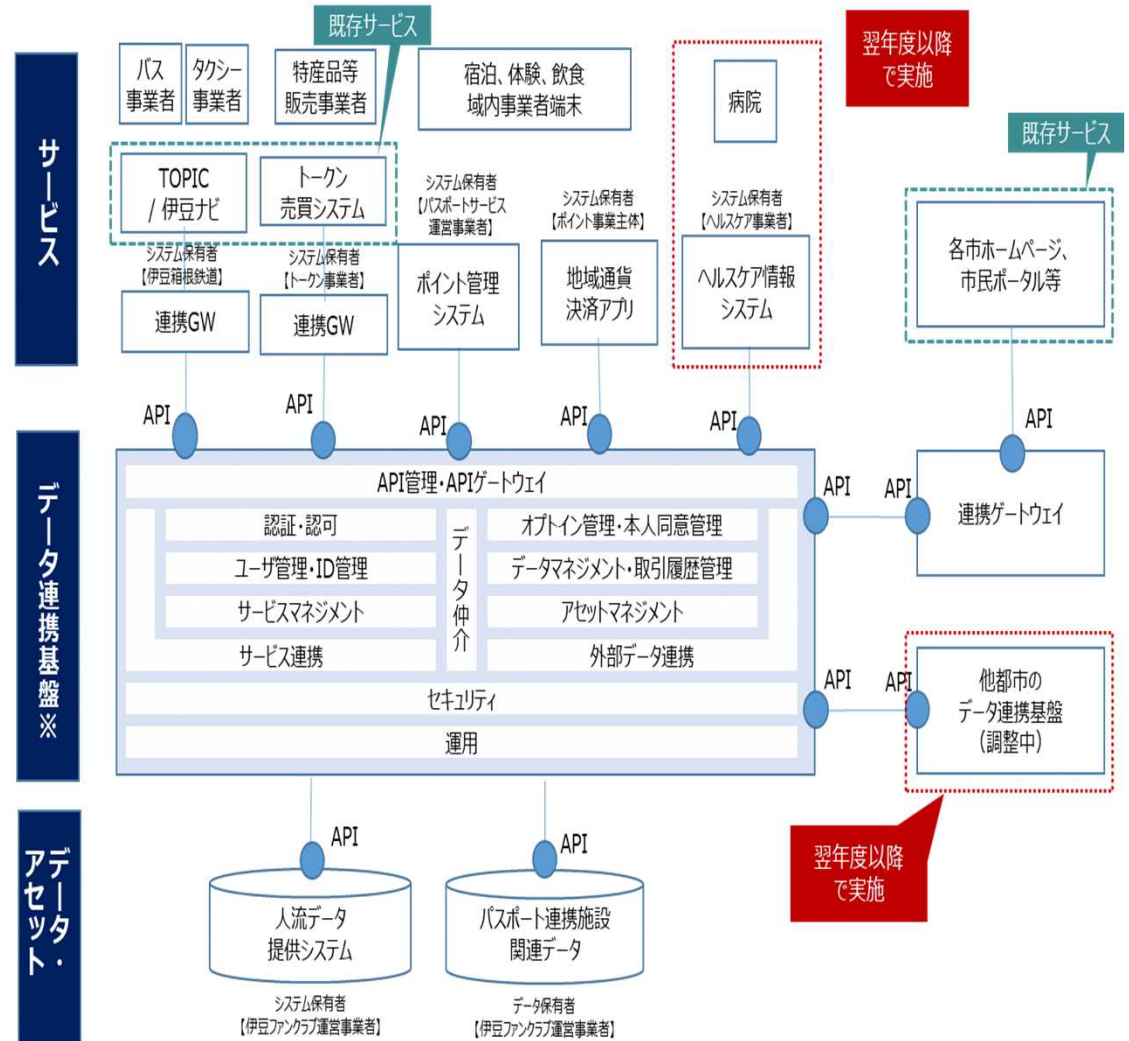 既存サービス
翌年度以降
で実施
バス
事業者
タクシー
事業者
特産品等
販売事業者
宿泊、体験、飲食
域内事業者端末
病院
既存サービス
サービス
TOPIC
/ 伊豆ナビ
トークン
売買システム
システム保有者
【パスポートサービス
運営事業者】
システム保有者
【ポイント事業主体】
システム保有者
【ヘルスケア事業者】
システム保有者
【伊豆箱根鉄道】
システム保有者
【トークン事業者】
連携GW
連携GW
ポイント管理
システム
地域通貨
決済アプリ
ヘルスケア情報
システム
各市ホームページ、
市民ポータル等
API
API
API
API
API
API
データ連携基盤※
API管理・APIゲートウェイ
認証・認可
ユーザ管理・ID管理
サービスマネジメント
サービス連携
データ仲介
オプトイン管理・本人同意管理
データマネジメント・取引履歴管理
アセットマネジメント
外部データ連携
セキュリティ
運用
API
API
連携ゲートウェイ
API
API
他都市の
データ連携基盤
（調整中）
翌年度以降
で実施
データ・
アセット
API
API
人流データ
提供システム
パスポート連携施設
関連データ
システム保有者
【伊豆ファンクラブ運営事業者】
データ保有者
【伊豆ファンクラブ運営事業者】